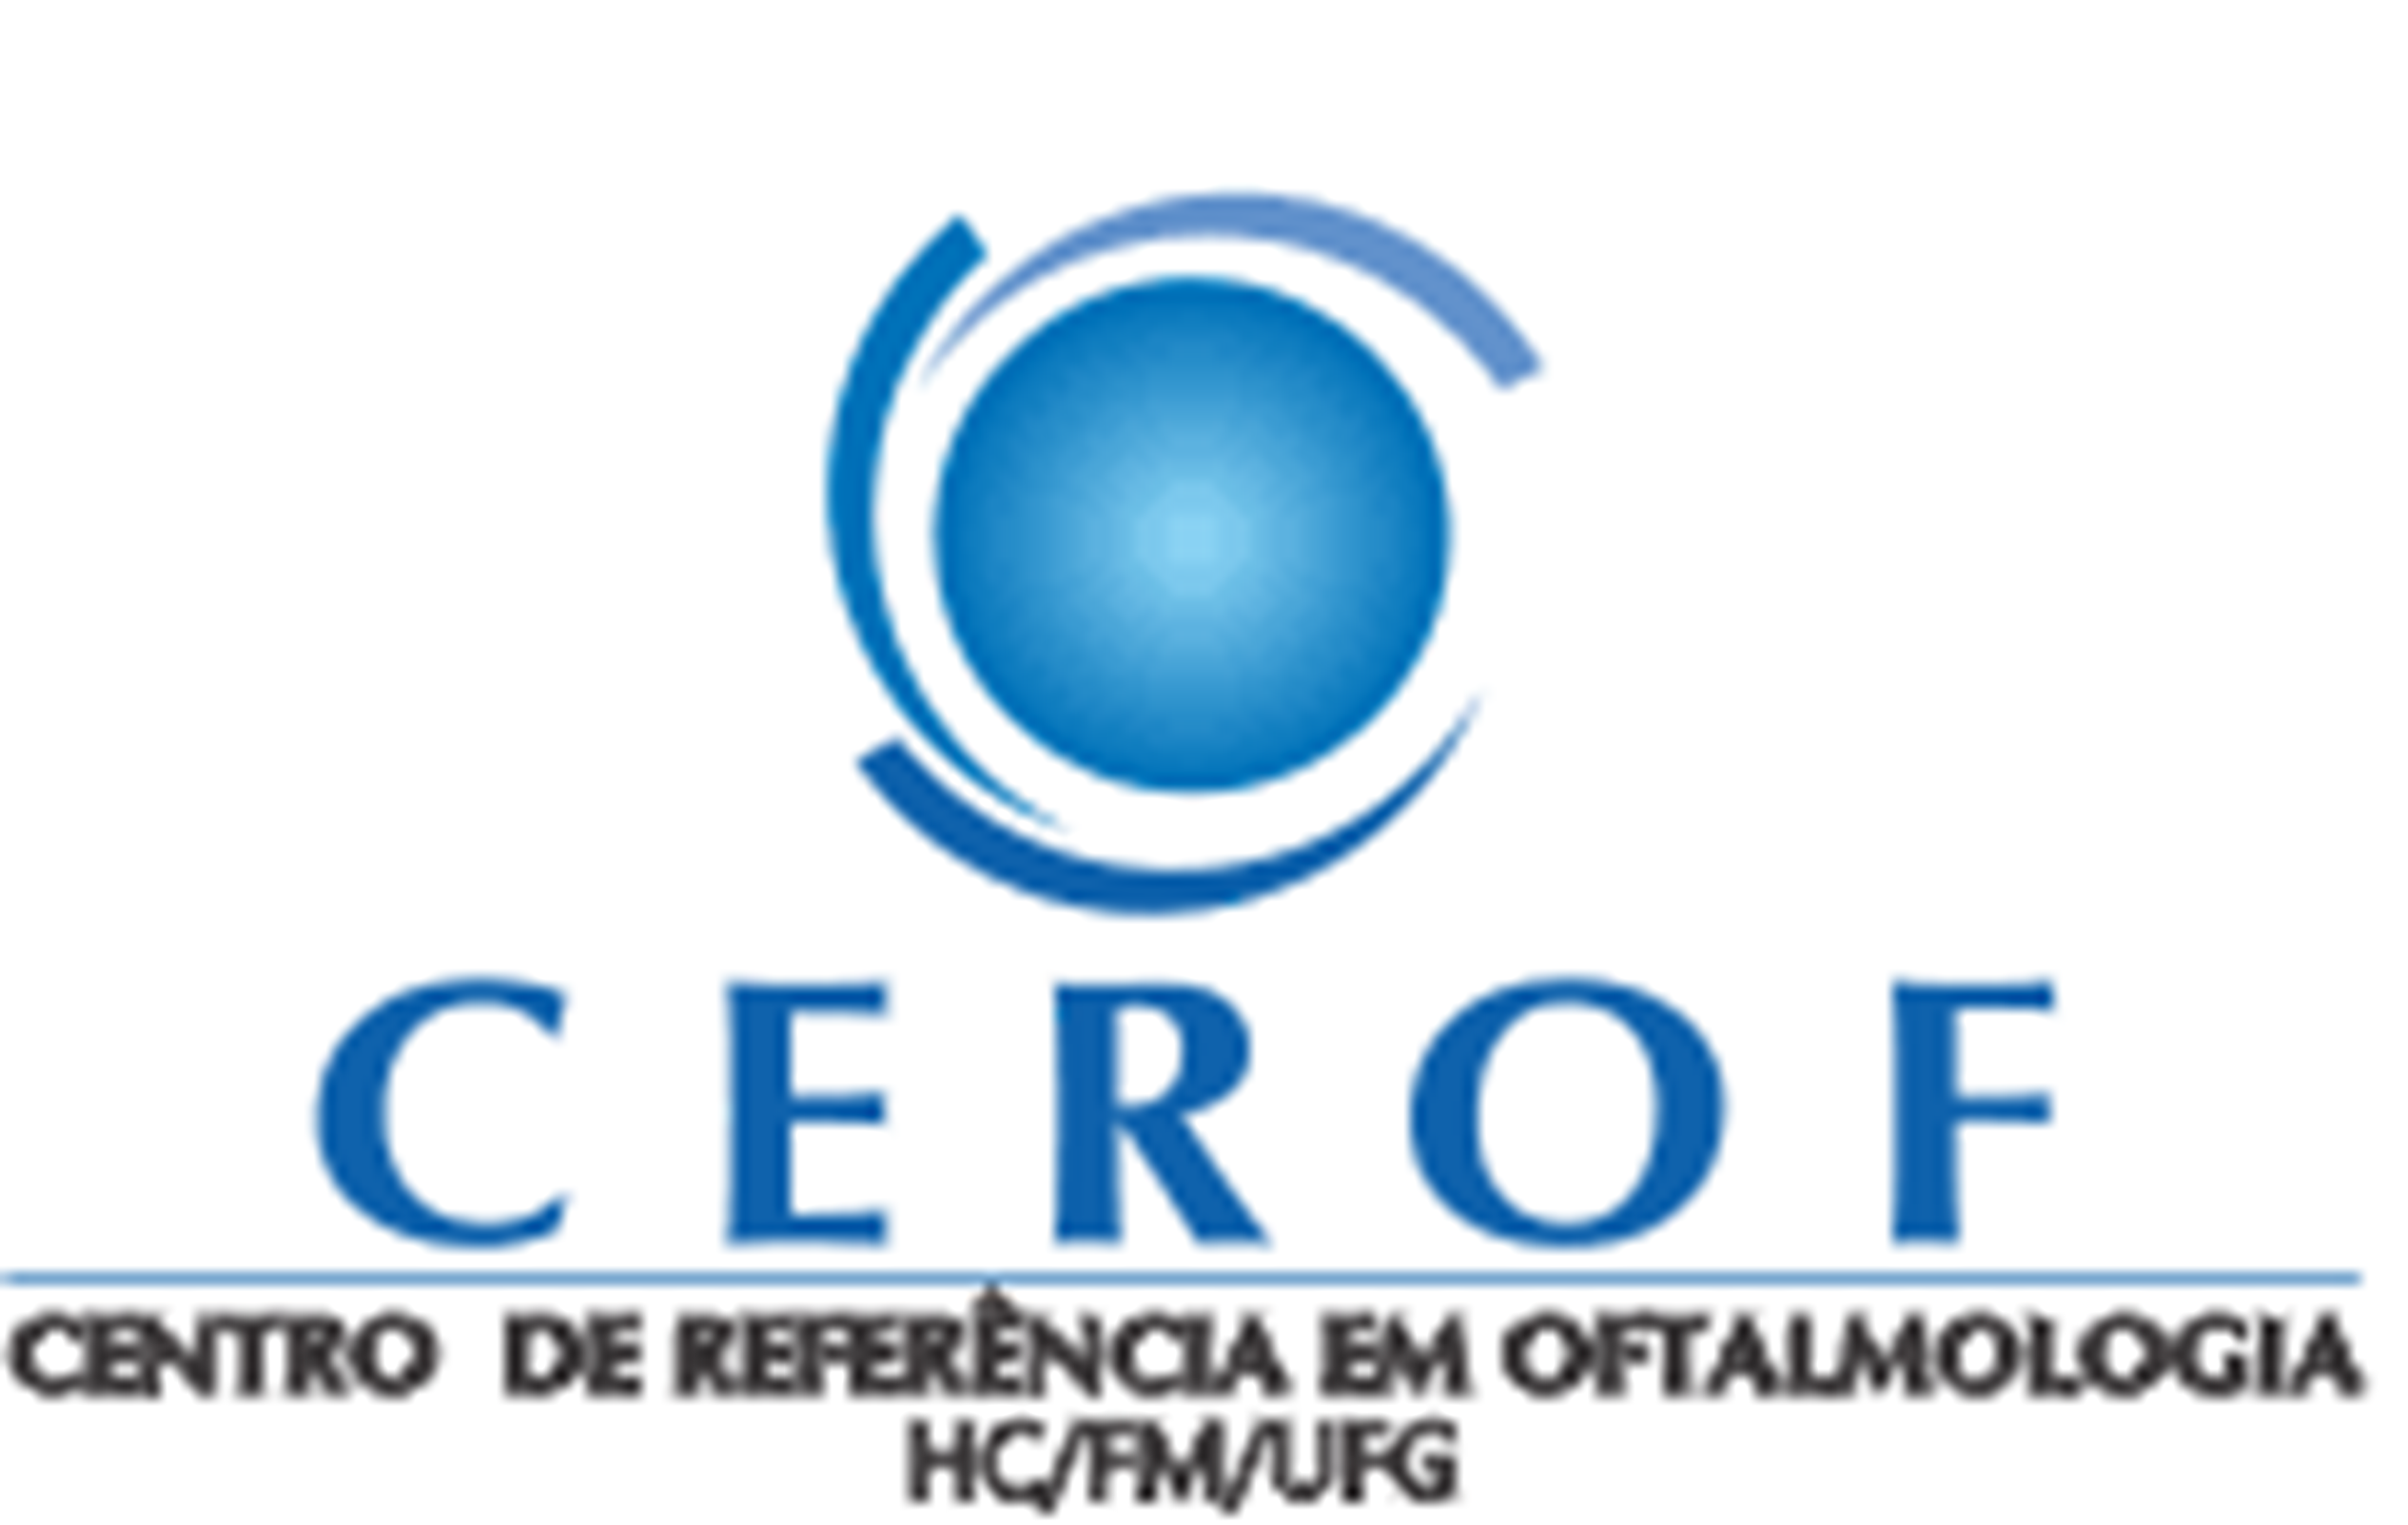 CEROF
CENTRO DE REFERÊNCIA EM OFTALMOLOGIA
HC/FM/UFG